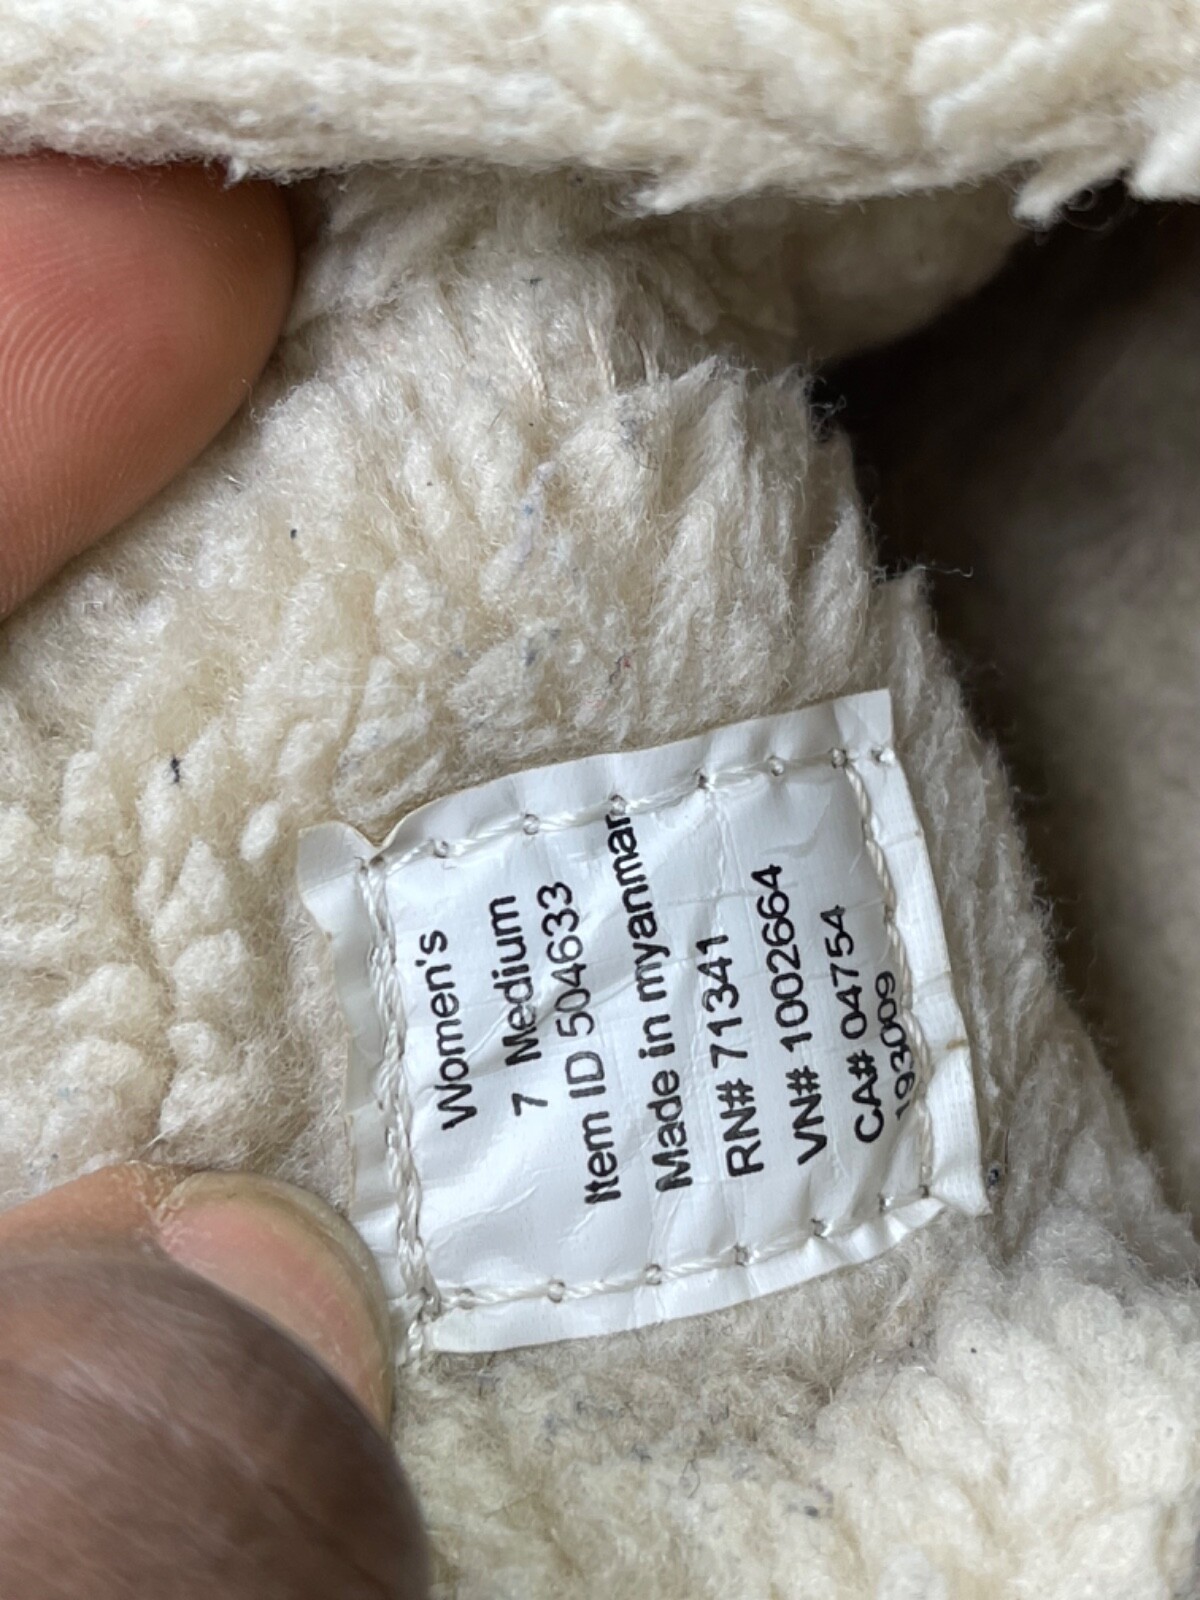 Women's
7 Medium
Item ID 504633
Made in myanmar
RN# 71341
VN# 1002664
CA# 04754
193009